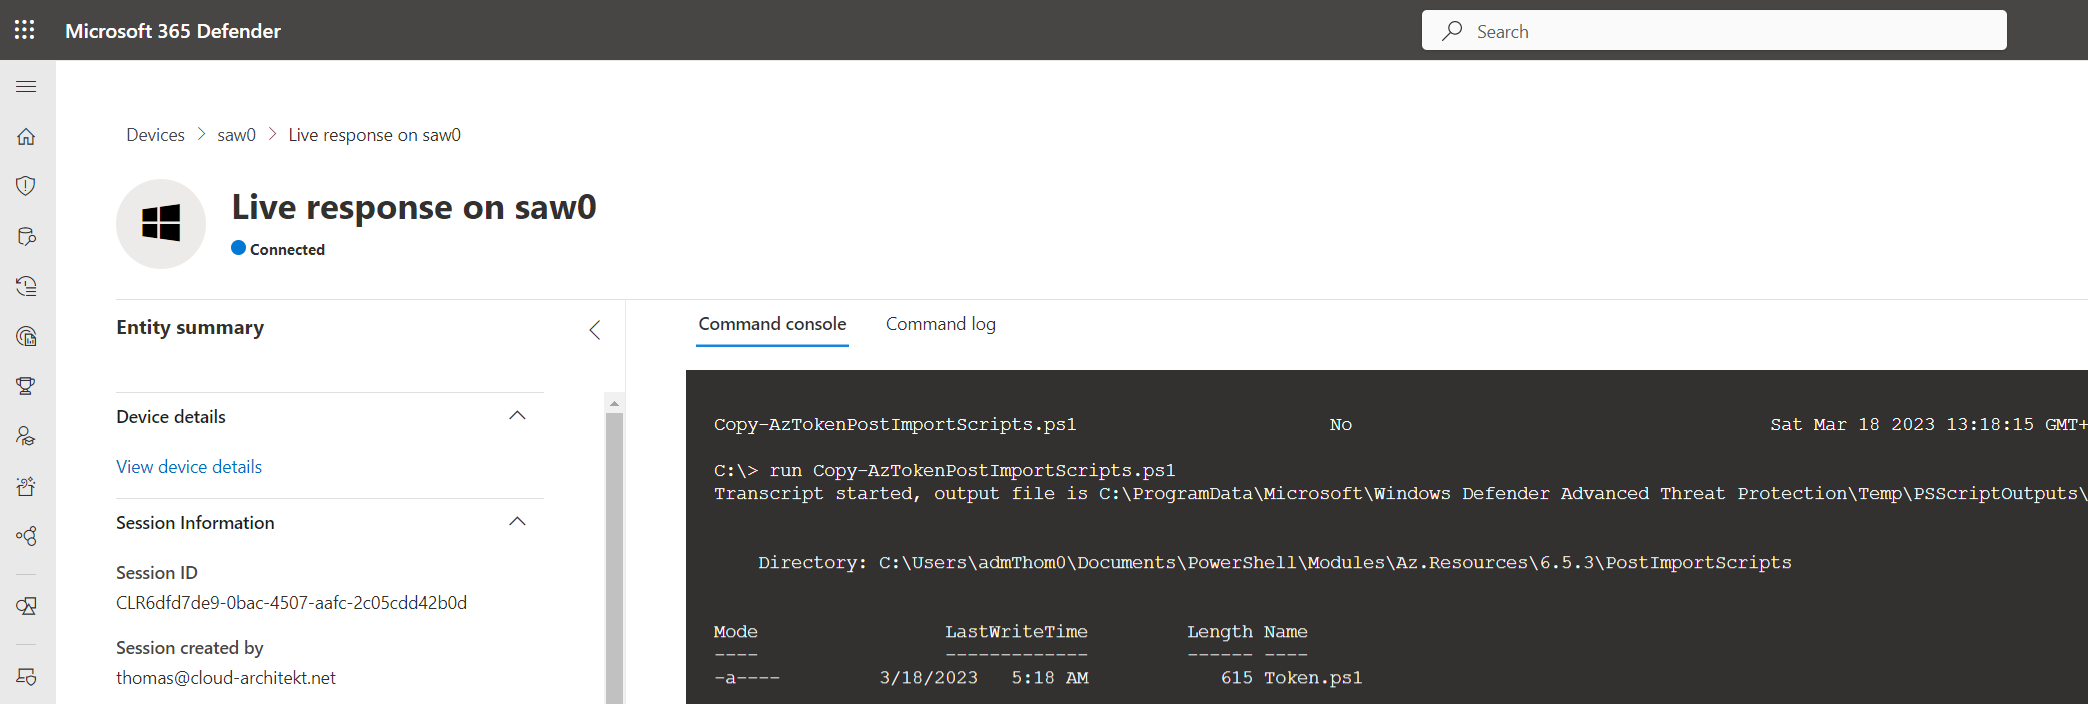 Microsoft 365 Defender
Search
Devices > saw0 > Live response on saw0
Live response on saw0
Connected
Entity summary
Device details
View device details
Session Information
Session ID
CLR6dfd7de9-0bac-4507-aafc-2c05cdd42b0d
Session created by
thomas@cloud-architekt.net
Command console Command log
Copy-AzTokenPostImportScripts.ps1 No Sat Mar 18 2023 13:18:15 GMT+
C:\> run Copy-AzTokenPostImportScripts.ps1
Transcript started, output file is C:\ProgramData\Microsoft\Windows Defender Advanced Threat Protection\Temp\PSScriptOutputs\
Directory: C:\Users\admThom0\Documents\PowerShell\Modules\Az.Resources\6.5.3\PostImportScripts
Mode LastWriteTime Length Name
---- ------------- ------ ----
-a---- 3/18/2023 5:18 AM 615 Token.ps1